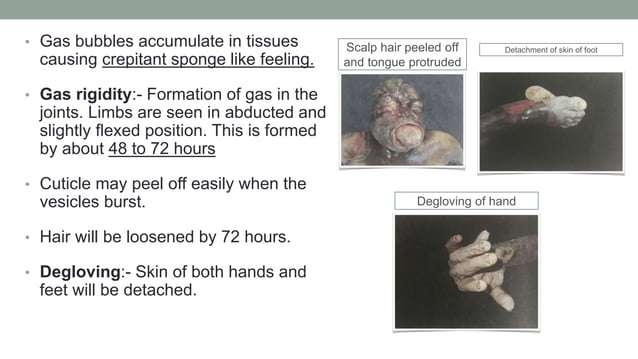 • Gas bubbles accumulate in tissues
causing crepitant sponge like feeling.
• Gas rigidity:- Formation of gas in the
joints. Limbs are seen in abducted and
slightly flexed position. This is formed
by about 48 to 72 hours
• Cuticle may peel off easily when the
vesicles burst.
• Hair will be loosened by 72 hours.
• Degloving:- Skin of both hands and
feet will be detached.
Scalp hair peeled off
and tongue protruded
Detachment of skin of foot
Degloving of hand